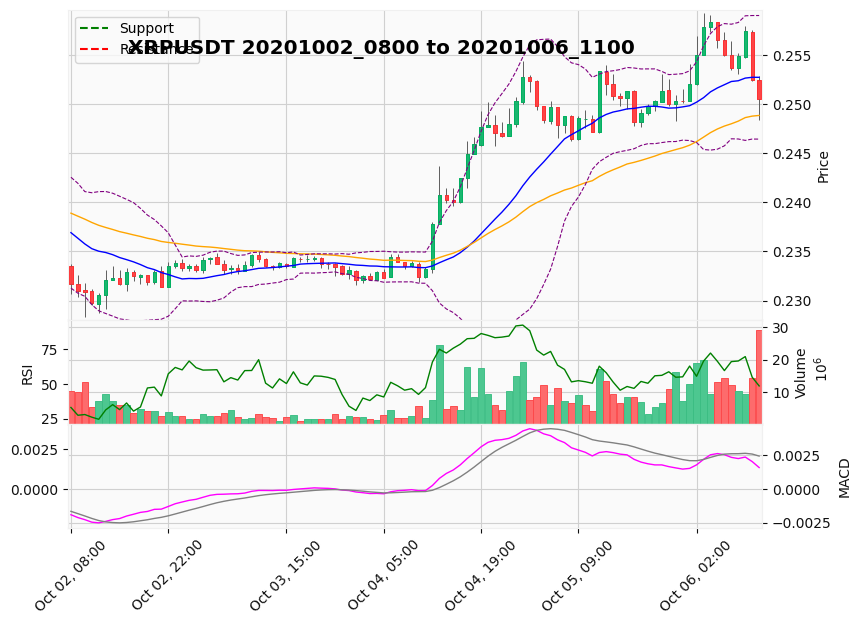 XRPUSDT 20201002_0800 to 20201006_1100
Support
Resistance
0.255
0.250
0.245
0.240
0.235
0.230
Price
75
50
25
RSI
30
20
10
Volume
10^6
0.0025
0.0000
0.0025
0.0000
−0.0025
MACD
Oct 02, 08:00
Oct 02, 22:00
Oct 03, 15:00
Oct 04, 05:00
Oct 04, 19:00
Oct 05, 09:00
Oct 06, 02:00